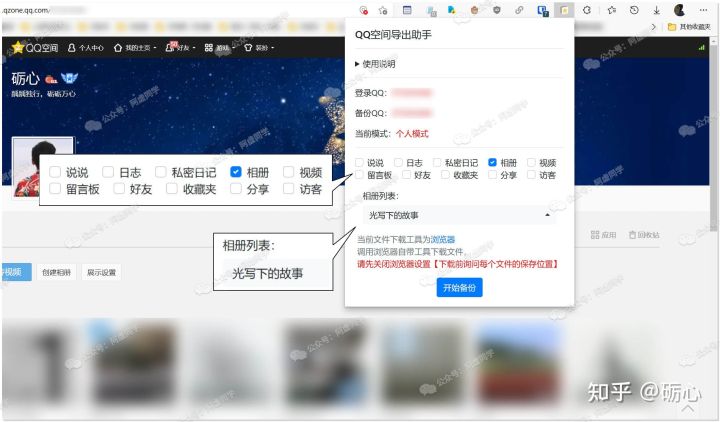 .qzone.qq.com/
其他收藏夹
QQ空间 个人中心 我的主页 好友 游戏 装扮
砺心
踽踽独行，砺砺万心
QQ空间导出助手
使用说明
登录QQ：
备份QQ：
当前模式：个人模式
说说 日志 私密日记 相册 视频
留言板 好友 收藏夹 分享 访客
相册列表：
光写下的故事
当前文件下载工具为浏览器
调用浏览器自带工具下载文件。
请先关闭浏览器设置【下载前询问每个文件的保存位置】
开始备份
说说 日志 私密日记 相册 视频
留言板 好友 收藏夹 分享 访客
相册列表：
光写下的故事
应用 回收站
视频 创建相册 展示设置
公众号：阿虚同学
知乎 @砺心